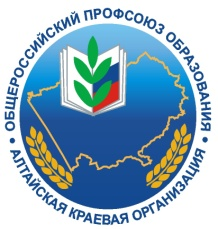 ОБЩЕРОССИЙСКИЙ ПРОФСОЮЗ ОБРАЗОВАНИЯ
АЛТАЙСКАЯ КРАЕВАЯ ОРГАНИЗАЦИЯ